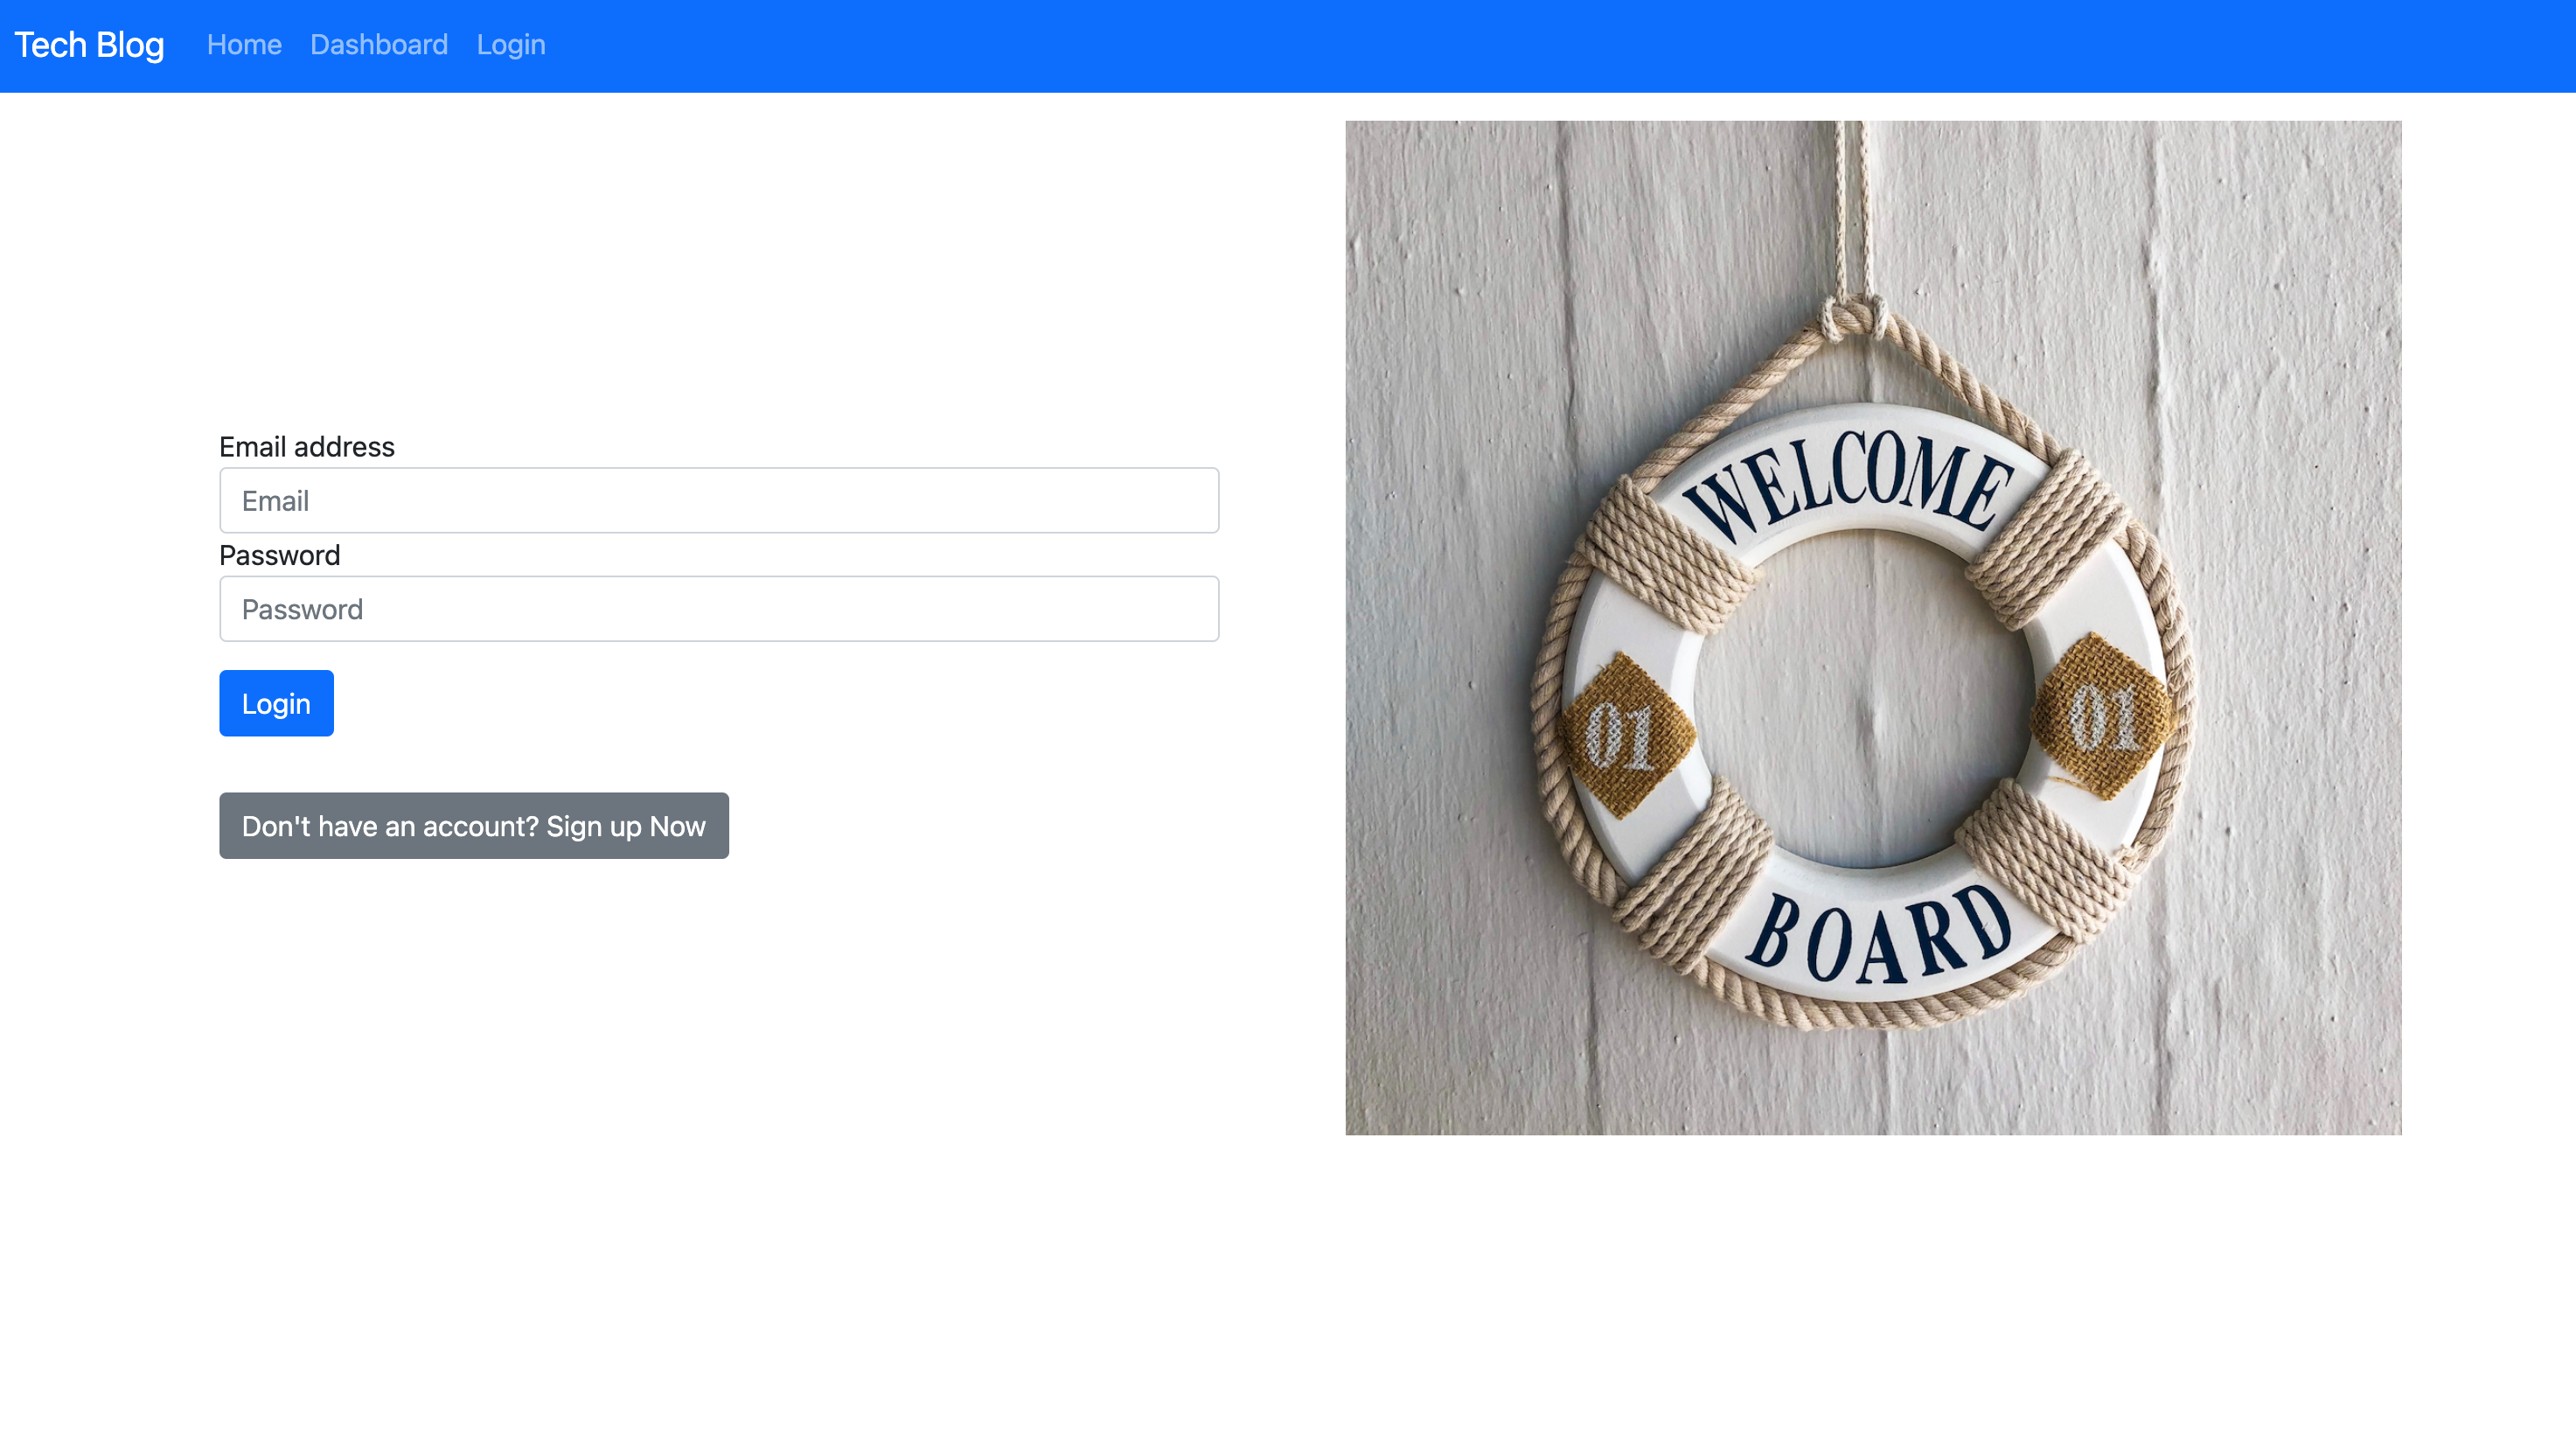 Tech Blog Home Dashboard Login
Email address
Email
Password
Password
Login
Don't have an account? Sign up Now
WELCOME
01 01
BOARD